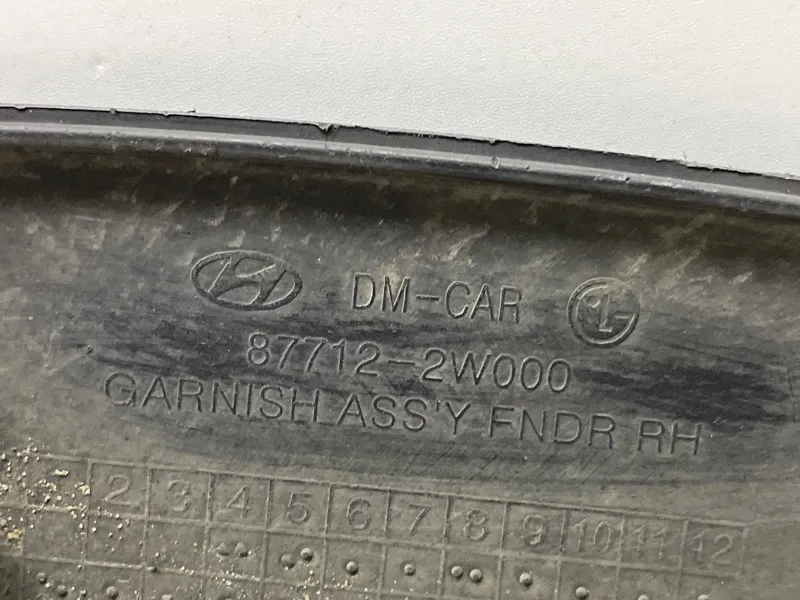 DM-CAR
87712-2W000
GARNISH ASS'Y FNDR RH
2 3 4 5 6 7 8 9 10 11 12